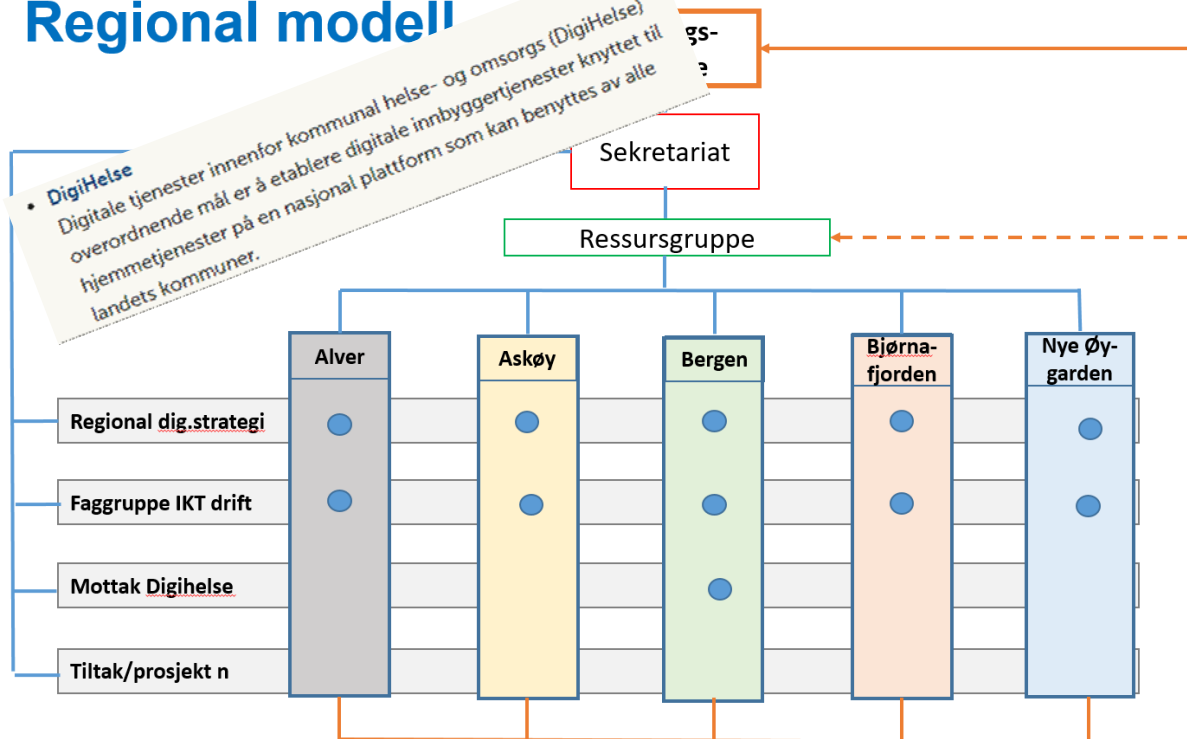 Regional modell
gs-
e
• DigiHelse
Digitale tjenester innenfor kommunal helse- og omsorgs (DigiHelse)
overordnende mål er å etablere digitale innbyggertjenester knyttet til
hjemmetjenester på en nasjonal plattform som kan benyttes av alle
landets kommuner.
Sekretariat
Ressursgruppe
Alver
Askøy
Bergen
Bjørna-
fjorden
Nye Øy-
garden
Regional dig.strategi
Faggruppe IKT drift
Mottak Digihelse
Tiltak/prosjekt n